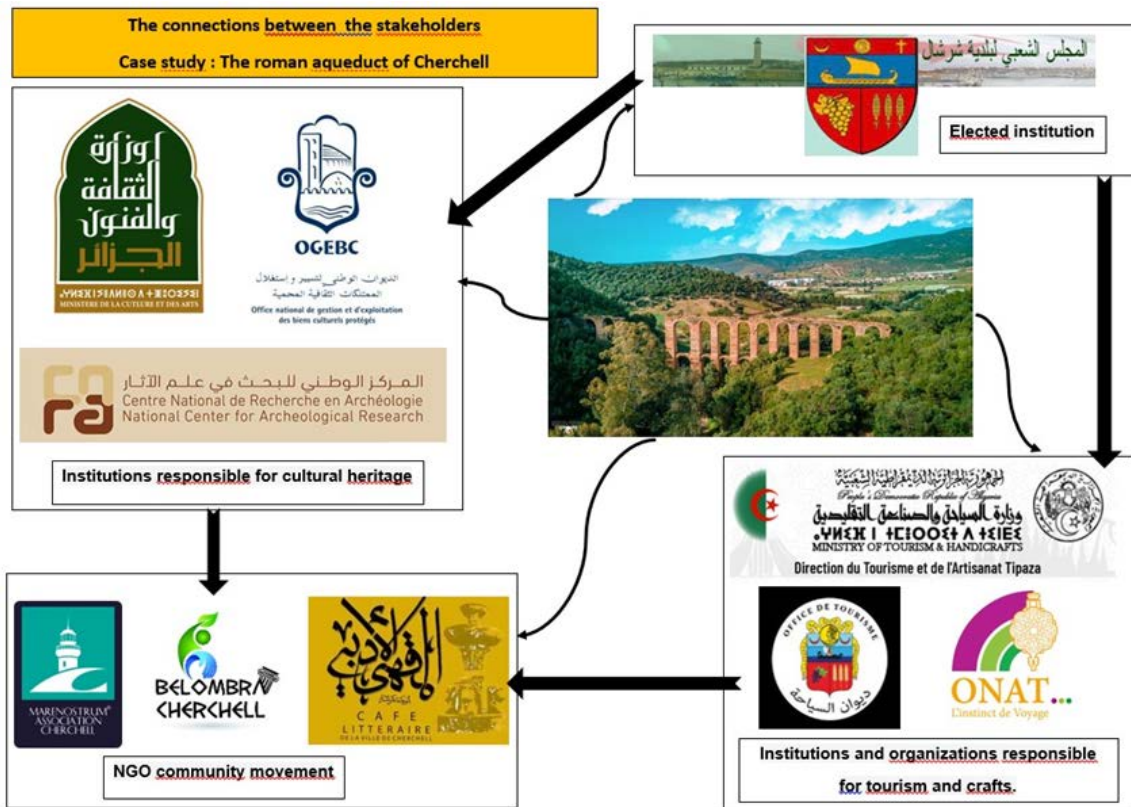 The connections between the stakeholders
Case study : The roman aqueduct of Cherchell
المجلس الشعبي لبلدية شرشال
Elected institution
وزارة
الثقافة
والفنون
الجزائر
MINISTERE DE LA CULTURE ET DES ARTS
OGEBC
الديوان الوطني لتسيير وإستغلال
الممتلكات الثقافية المحمية
Office national de gestion et d'exploitation
des biens culturels protégés
cn
ra
المركز الوطني للبحث في علم الآثار
Centre National de Recherche en Archéologie
National Center for Archeological Research
Institutions responsible for cultural heritage
الجمهورية الجزائرية الديمقراطية الشعبية
People's Democratic Republic of Algeria
وزارة السياحة والصناعة التقليدية
MINISTRY OF TOURISM & HANDICRAFTS
Direction du Tourisme et de l'Artisanat Tipaza
OFFICE DE TOURISME
ديوان السياحة
ONAT...
L'instinct de Voyage
Institutions and organizations responsible
for tourism and crafts.
MARENOSTRUM
ASSOCIATION
CHERCHELL
BELOMBRA
CHERCHELL
المقهى الأدبي
CAFE
LITTERAIRE
DE LA VILLE DE CHERCHELL
NGO community movement